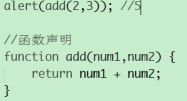 alert(add(2,3)); //5
//函数声明
function add(num1,num2) {
    return num1 + num2;
}